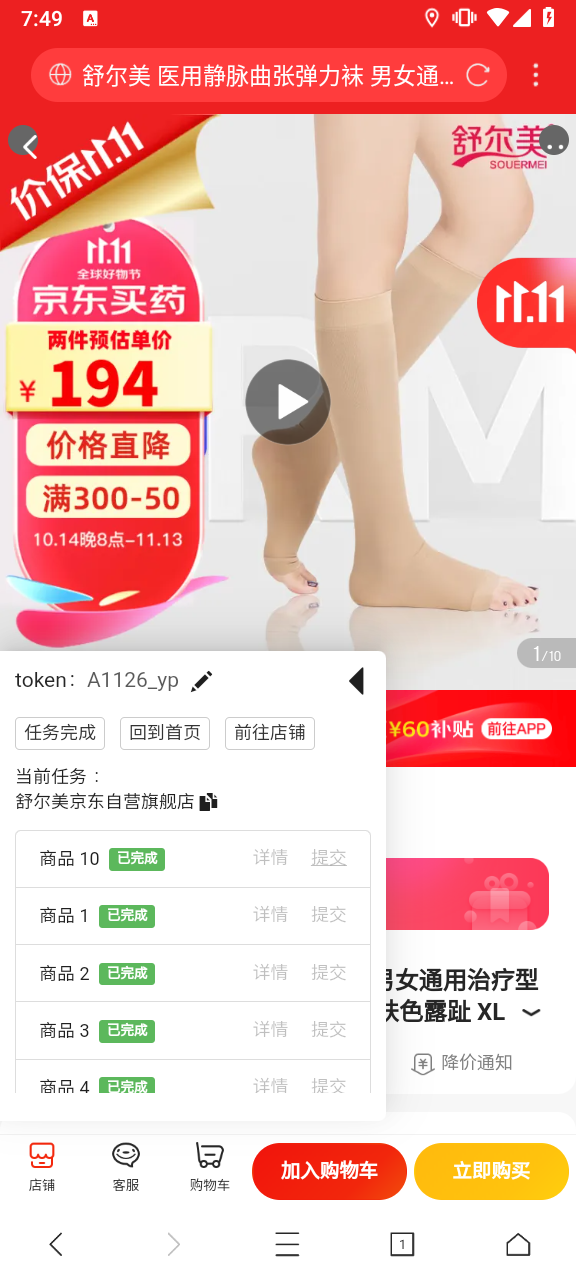 7:49
A
舒尔美 医用静脉曲张弹力袜 男女通...
价保11.11
舒尔美
SOUERMEI
11.11
全球好物节
京东买药
两件预估单价
¥ 194
价格直降
满300-50
10.14晚8点-11.13
11.11
RM
1/10
token： A1126_yp
任务完成
回到首页
前往店铺
¥60补贴
前往APP
当前任务 ：
舒尔美京东自营旗舰店
商品 10 已完成 详情 提交
商品 1 已完成 详情 提交
商品 2 已完成 详情 提交
商品 3 已完成 详情 提交
商品 4 已完成 详情 提交
男女通用治疗型
肤色露趾 XL
降价通知
店铺
客服
购物车
加入购物车
立即购买
1